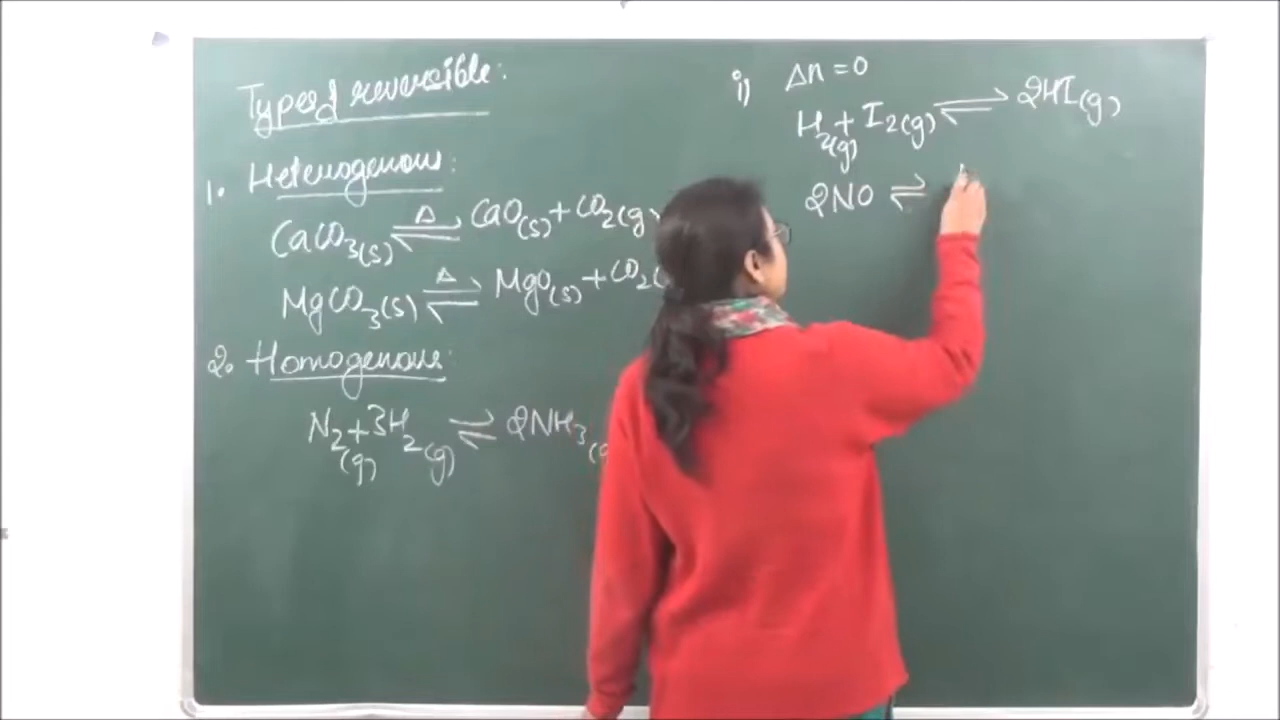 Types of reversible:
1. Heterogenous:
CaCO3(s) ⇌ Δ CaO(s) + CO2(g)
MgCO3(s) ⇌ Δ MgO(s) + CO2(
2. Homogenous:
N2(g) + 3H2(g) ⇌ 2NH3(g
i) Δn = 0
H2(g) + I2(g) ⇌ 2HI(g)
2NO ⇌